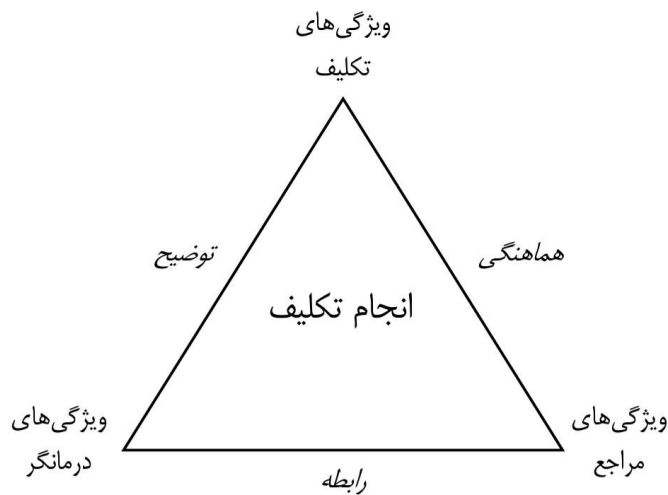 ویژگی‌های
تکلیف
هماهنگی
توضیح
انجام تکلیف
ویژگی‌های
مراجع
ویژگی‌های
درمانگر
رابطه